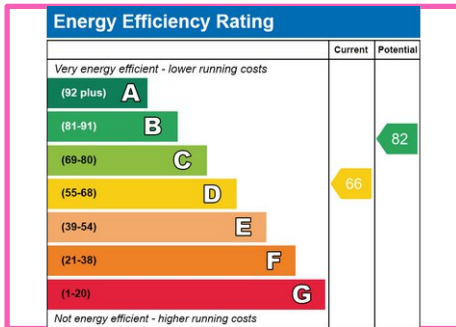 Energy Efficiency Rating
Current Potential
Very energy efficient - lower running costs
(92 plus) A
(81-91) B
82
(69-80) C
(55-68) D
66
(39-54) E
(21-38) F
(1-20) G
Not energy efficient - higher running costs